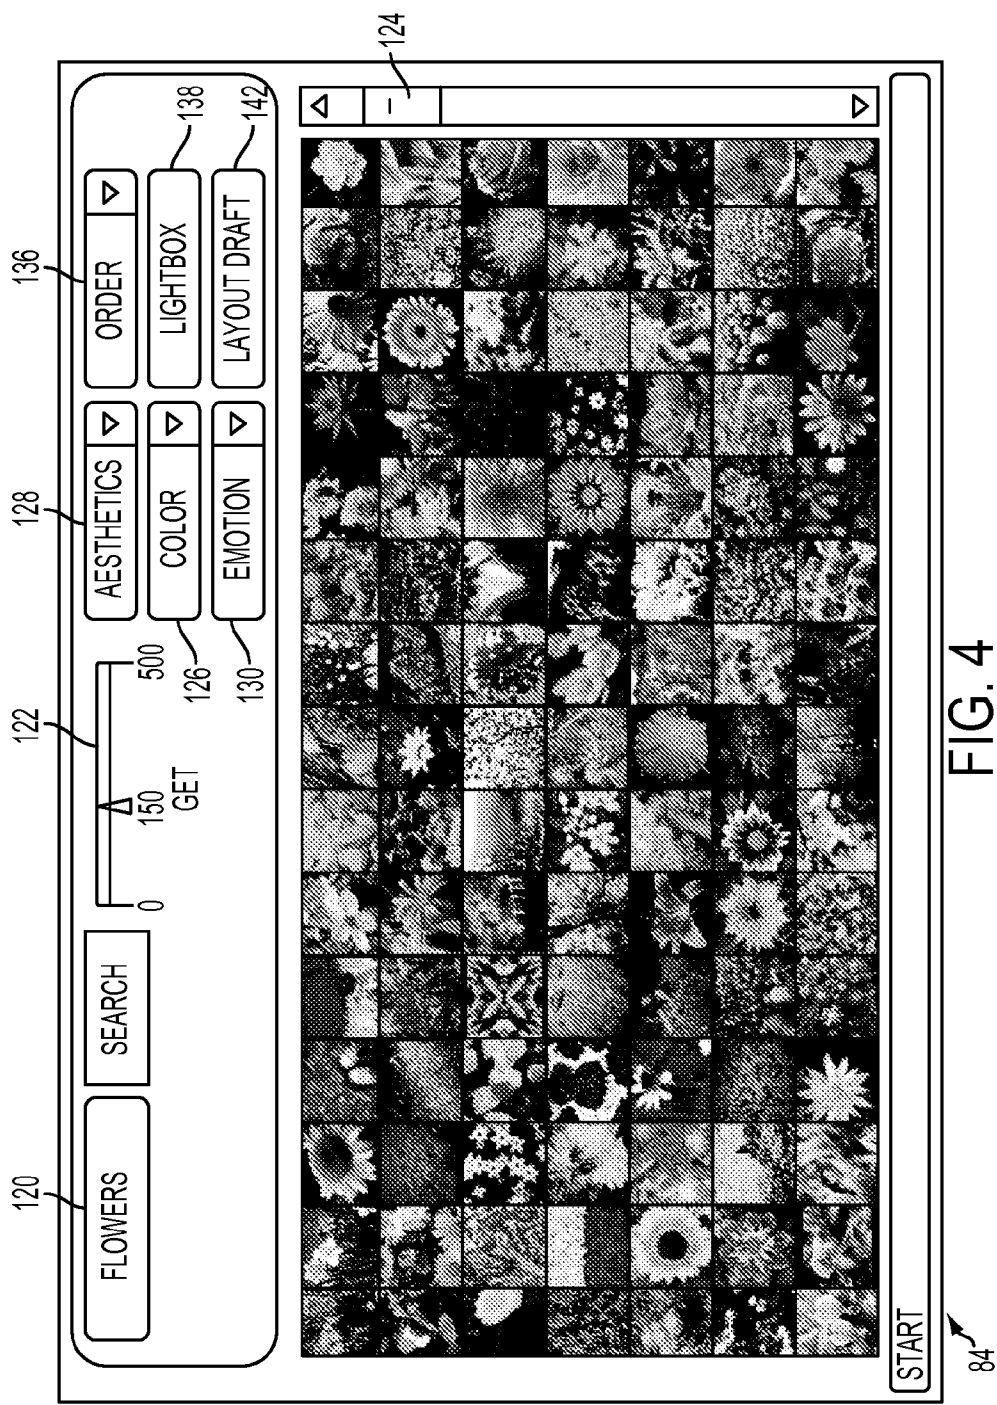 120
122
128
136
FLOWERS
SEARCH
0
150
500
GET
AESTHETICS
ORDER
126
COLOR
LIGHTBOX
138
130
EMOTION
LAYOUT DRAFT
142
124
START
84
FIG. 4